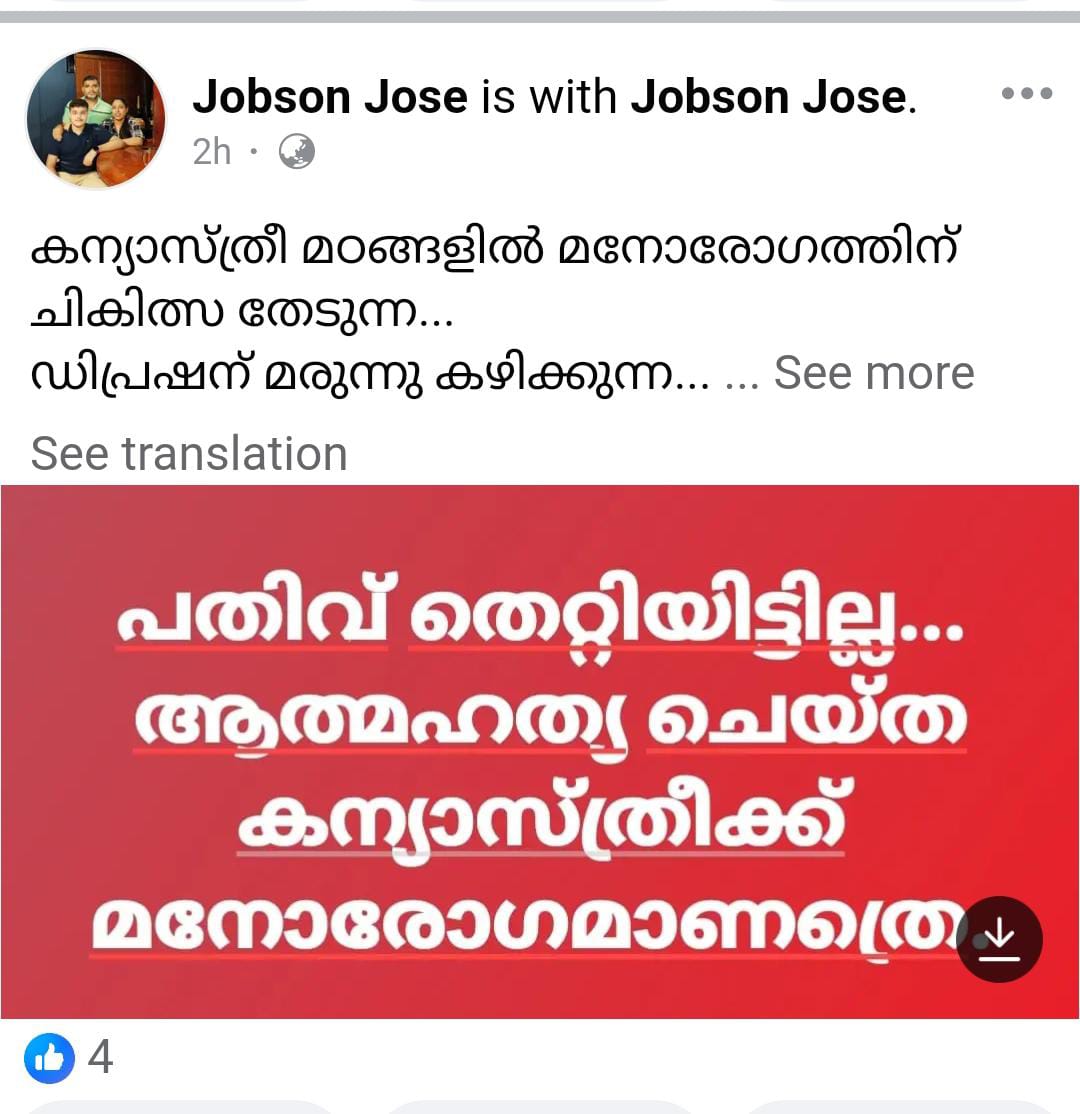 Jobson Jose is with Jobson Jose.
2h ·
കന്യാസ്ത്രീ മഠങ്ങളിൽ മനോരോഗത്തിന്
ചികിത്സ തേടുന്ന...
ഡിപ്രഷന് മരുന്നു കഴിക്കുന്ന... ... See more
See translation
പതിവ് തെറ്റിയിട്ടില്ല...
ആത്മഹത്യ ചെയ്ത
കന്യാസ്ത്രീക്ക്
മനോരോഗമാണത്രെ
4